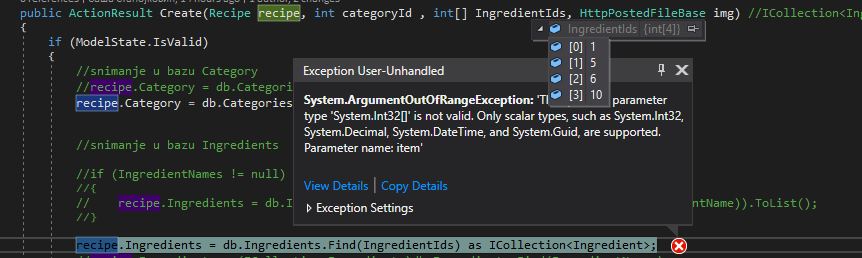 public ActionResult Create(Recipe recipe, int categoryId , int[] IngredientIds, HttpPostedFileBase img) //ICollection<Ing
{
IngredientIds {int[4]}
if (ModelState.IsValid)
[0] 1
{
[1] 5
//snimanje u bazu Category
Exception User-Unhandled
[2] 6
//recipe.Category = db.Categori
[3] 10
recipe.Category = db.Categories
System.ArgumentOutOfRangeException: 'Th parameter
type 'System.Int32[]' is not valid. Only scalar types, such as System.Int32,
System.Decimal, System.DateTime, and System.Guid, are supported.
Parameter name: item'
//snimanje u bazu Ingredients
//if (IngredientNames != null)
//{
View Details | Copy Details
// recipe.Ingredients = db.I ntName)).ToList();
Exception Settings
//}
recipe.Ingredients = db.Ingredients.Find(IngredientIds) as ICollection<Ingredient>;